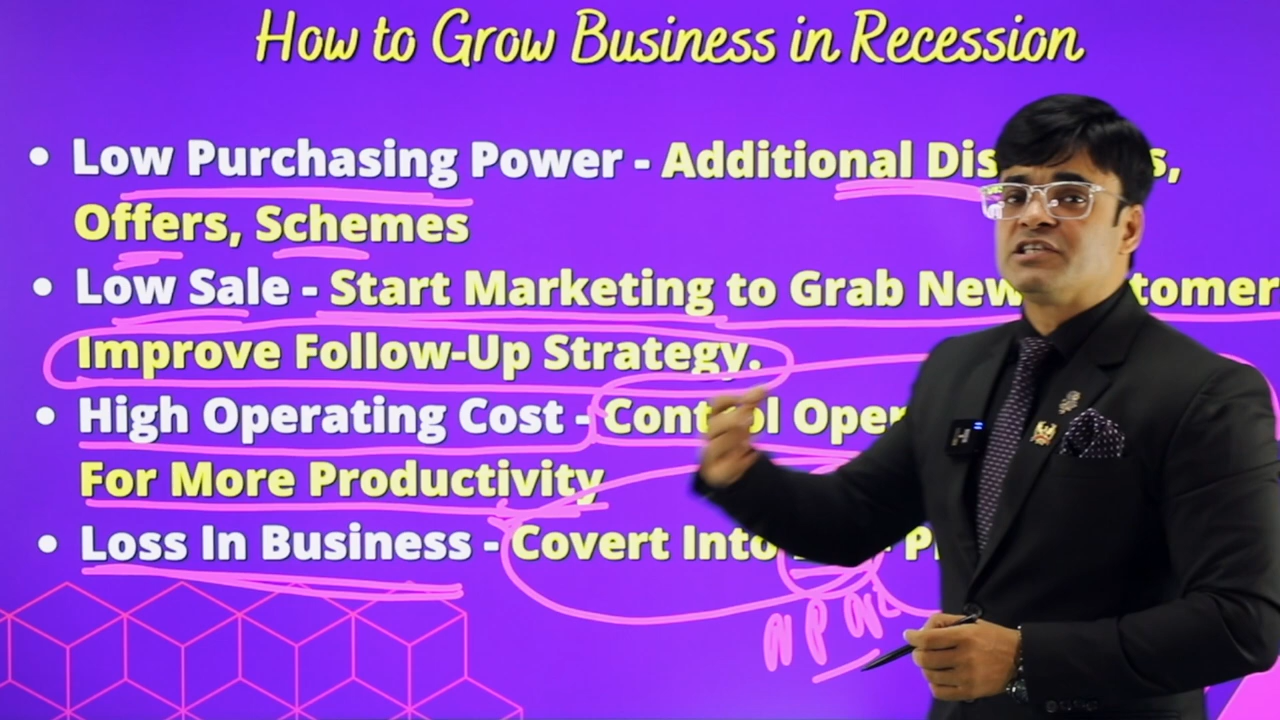 How to Grow Business in Recession
• Low Purchasing Power - Additional
Offers, Schemes
• Low Sale - Start Marketing to Grab New
Improve Follow-Up Strategy.
• High Operating Cost - Control
For More Productivity
• Loss In Business - Covert Into